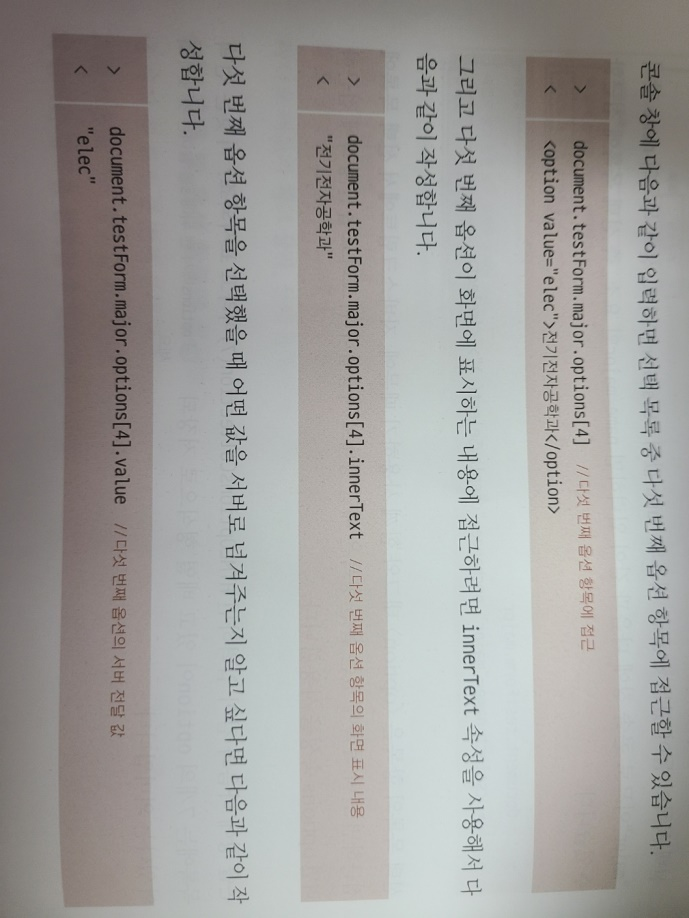 콘솔 창에 다음과 같이 입력하면 선택 목록 중 다섯 번째 옵션 항목에 접근할 수 있습니다.
> document.testForm.major.options[4] //다섯 번째 옵션 항목에 접근
< <option value="elec">전기전자공학과</option>
그리고 다섯 번째 옵션이 화면에 표시하는 내용에 접근하려면 innerText 속성을 사용해서 다
음과 같이 작성합니다.
> document.testForm.major.options[4].innerText //다섯 번째 옵션 항목의 화면 표시 내용
< "전기전자공학과"
다섯 번째 옵션 항목을 선택했을 때 어떤 값을 서버로 넘겨주는지 알고 싶다면 다음과 같이 작
성합니다.
> document.testForm.major.options[4].value //다섯 번째 옵션의 서버 전달 값
< "elec"